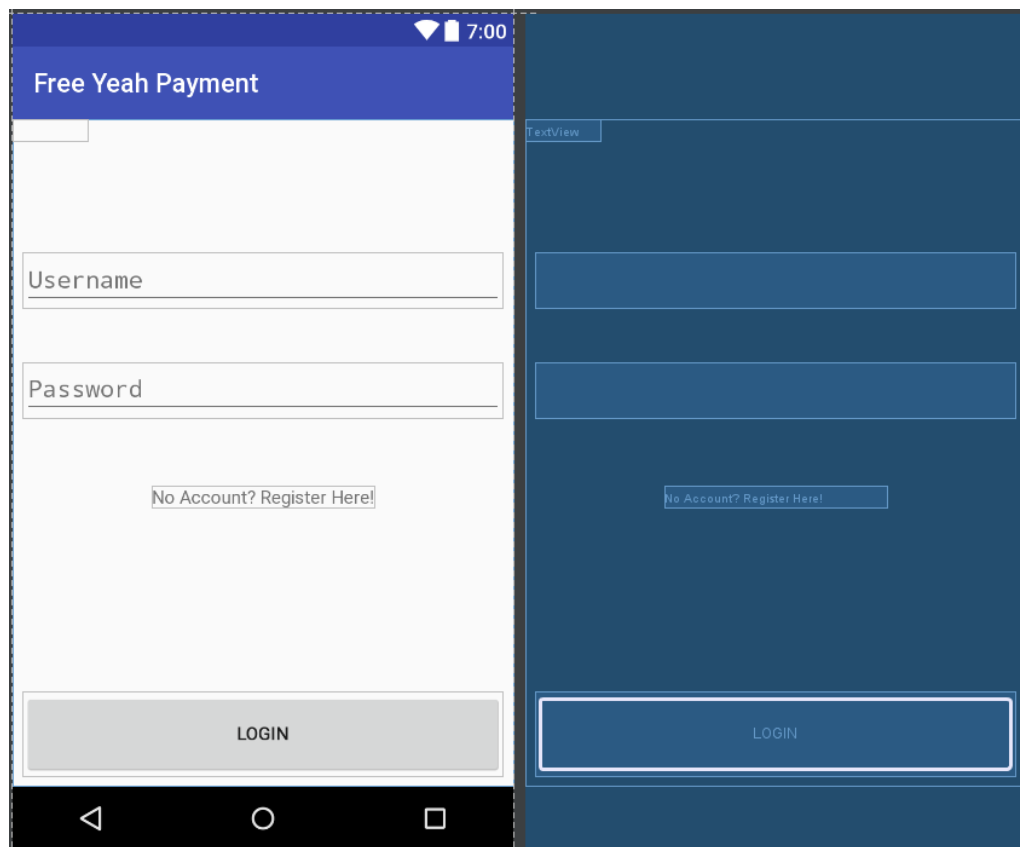 7:00
Free Yeah Payment
Username
Password
No Account? Register Here!
LOGIN
TextView
No Account? Register Here!
LOGIN